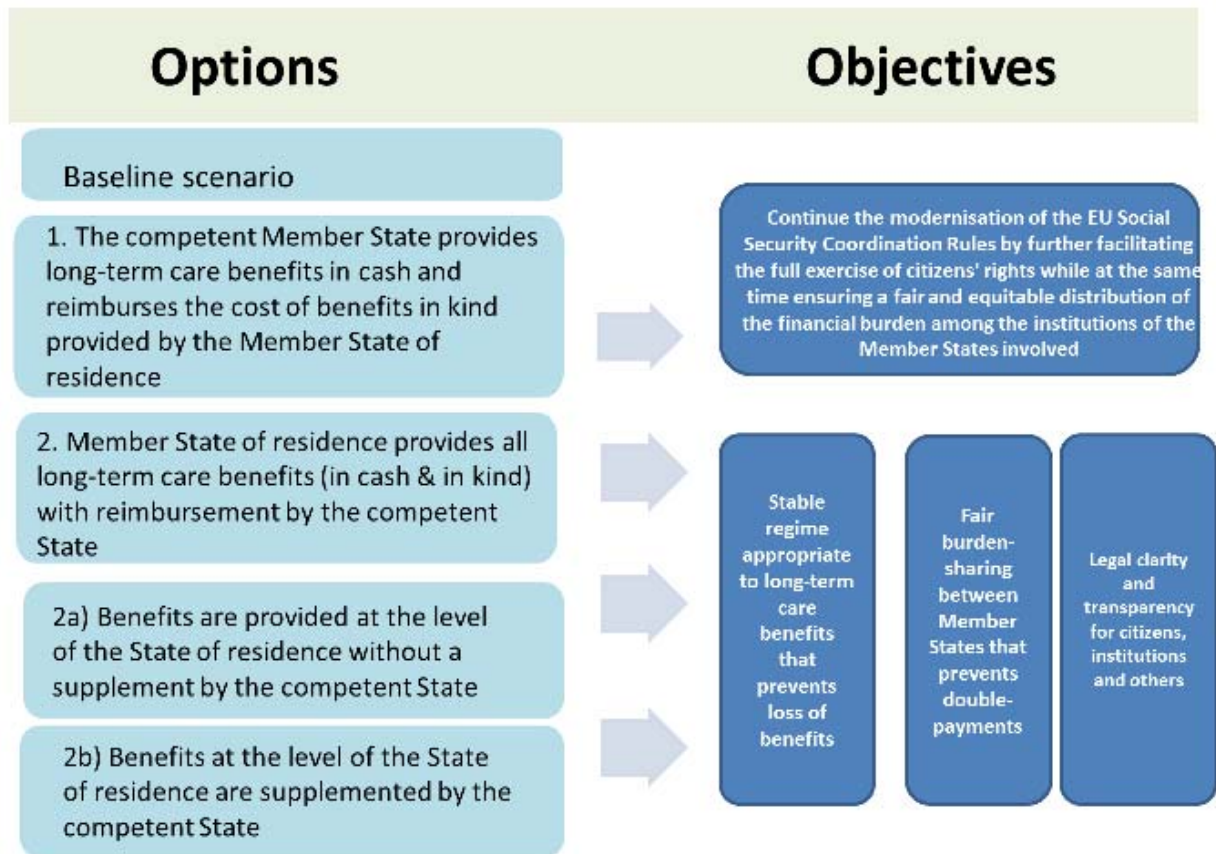 Options
Objectives
Baseline scenario
1. The competent Member State provides
long-term care benefits in cash and
reimburses the cost of benefits in kind
provided by the Member State of
residence
2. Member State of residence provides all
long-term care benefits (in cash & in kind)
with reimbursement by the competent
State
2a) Benefits are provided at the level
of the State of residence without a
supplement by the competent State
2b) Benefits at the level of the State
of residence are supplemented by the
competent State
Continue the modernisation of the EU Social
Security Coordination Rules by further facilitating
the full exercise of citizens' rights while at the same
time ensuring a fair and equitable distribution of
the financial burden among the institutions of the
Member States involved
Stable
regime
appropriate
to long-term
care
benefits
that
prevents
loss of
benefits
Fair
burden-
sharing
between
Member
States that
prevents
double-
payments
Legal clarity
and
transparency
for citizens,
institutions
and others